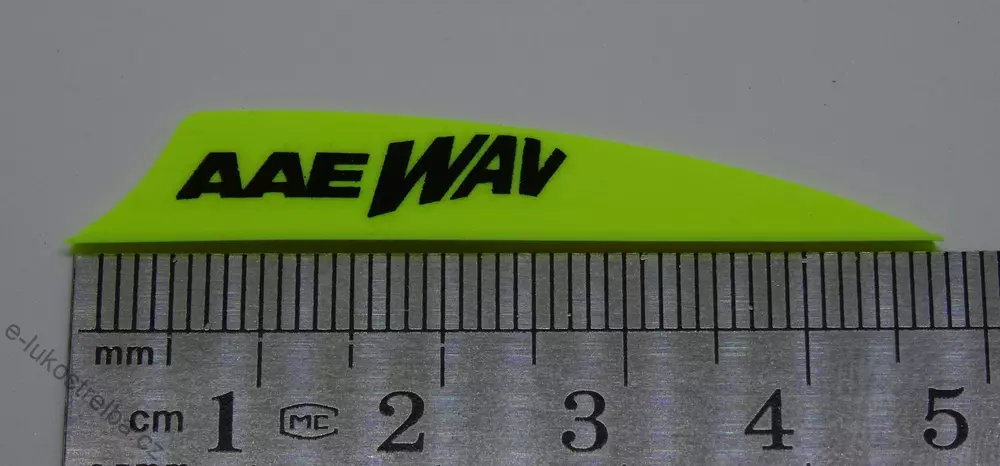 AAE WAV
mm
cm 1 MC 2 3 4 5
e-lukostrelba.cz